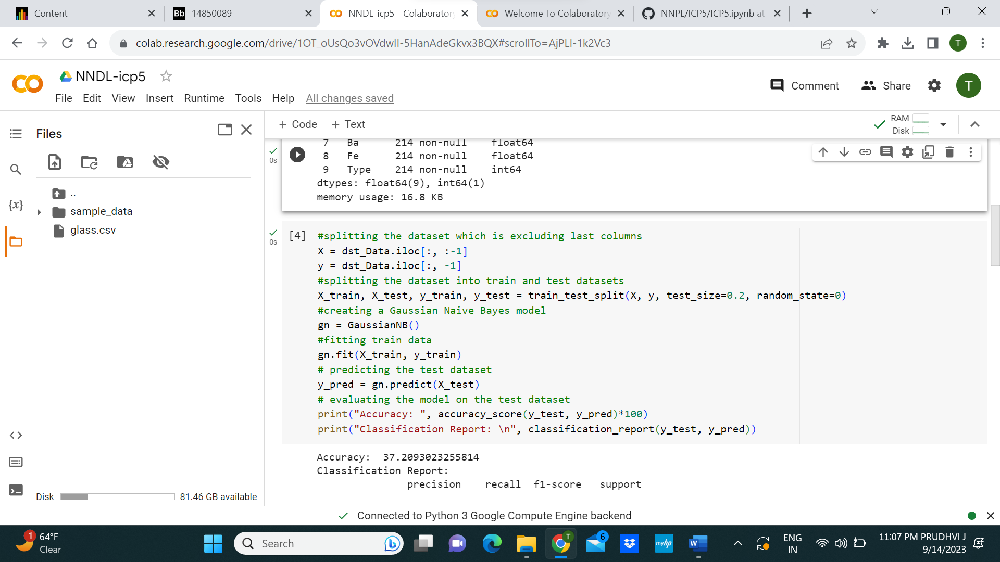 Content
Bb 14850089
NNDL-icp5 - Colaboratory
Welcome To Colaboratory
NNPL/ICP5/ICP5.ipynb at
colab.research.google.com/drive/1OT_oUsQo3vOVdwII-5HanAdeGkvx3BQX#scrollTo=AjPLI-1k2Vc3
T
NNDL-icp5
File Edit View Insert Runtime Tools Help All changes saved
Comment Share T
Files
+ Code + Text
RAM
Disk
7 Ba 214 non-null float64
8 Fe 214 non-null float64
9 Type 214 non-null int64
dtypes: float64(9), int64(1)
memory usage: 16.8 KB
0s
..
sample_data
glass.csv
{x}
0s
[4] #splitting the dataset which is excluding last columns
X = dst_Data.iloc[:, :-1]
y = dst_Data.iloc[:, -1]
#splitting the dataset into train and test datasets
X_train, X_test, y_train, y_test = train_test_split(X, y, test_size=0.2, random_state=0)
#creating a Gaussian Naive Bayes model
gn = GaussianNB()
#fitting train data
gn.fit(X_train, y_train)
# predicting the test dataset
y_pred = gn.predict(X_test)
# evaluating the model on the test dataset
print("Accuracy: ", accuracy_score(y_test, y_pred)*100)
print("Classification Report: \n", classification_report(y_test, y_pred))
Accuracy: 37.2093023255814
Classification Report:
precision recall f1-score support
Disk 81.46 GB available
Connected to Python 3 Google Compute Engine backend
1
64°F
Clear
Search
T
6
myhp
W
ENG
IN
11:07 PM PRUDHVI J
9/14/2023